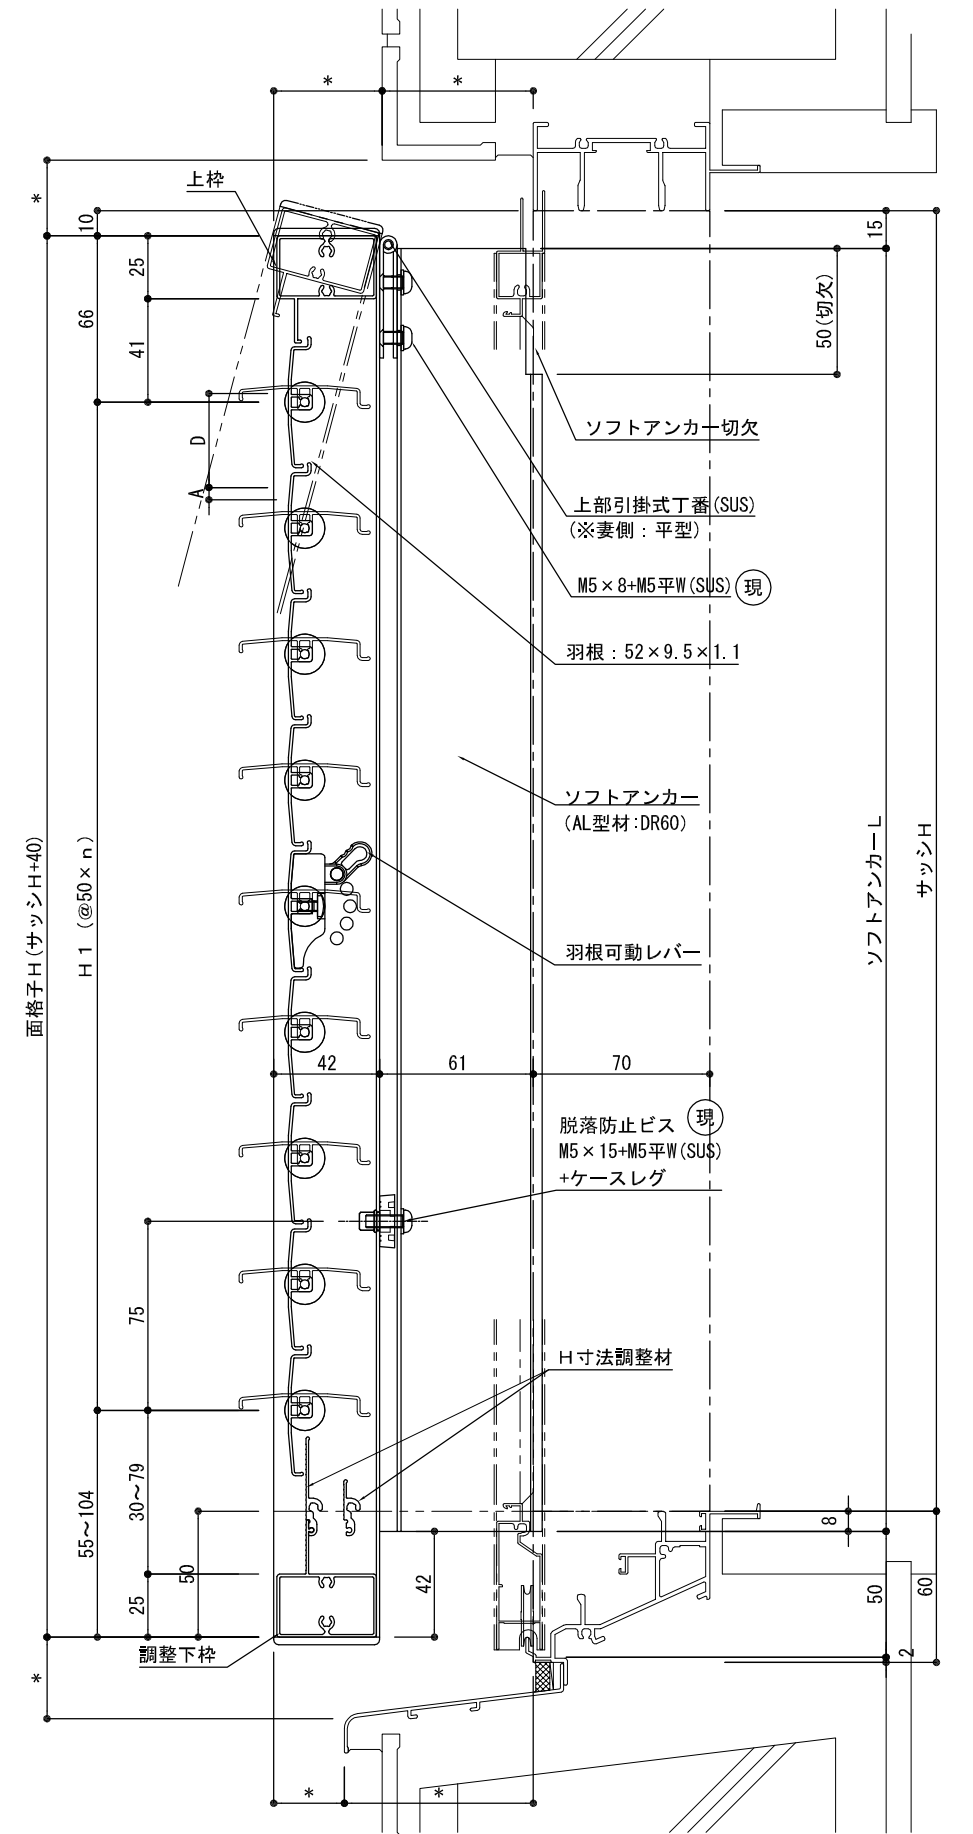 *
*
上枠
*
10
15
25
66
41
50(切欠)
D
A
ソフトアンカー切欠
上部引掛式丁番(SUS)
(※妻側：平型)
M5×8+M5平W(SUS) 現
羽根：52×9.5×1.1
ソフトアンカー
(AL型材:DR60)
面格子H(サッシH+40)
H1 (@50×n)
ソフトアンカーL
サッシH
羽根可動レバー
42
61
70
脱落防止ビス 現
M5×15+M5平W(SUS)
+ケースレグ
75
H寸法調整材
55～104
30～79
50
25
42
8
50
60
2
調整下枠
*
*
*